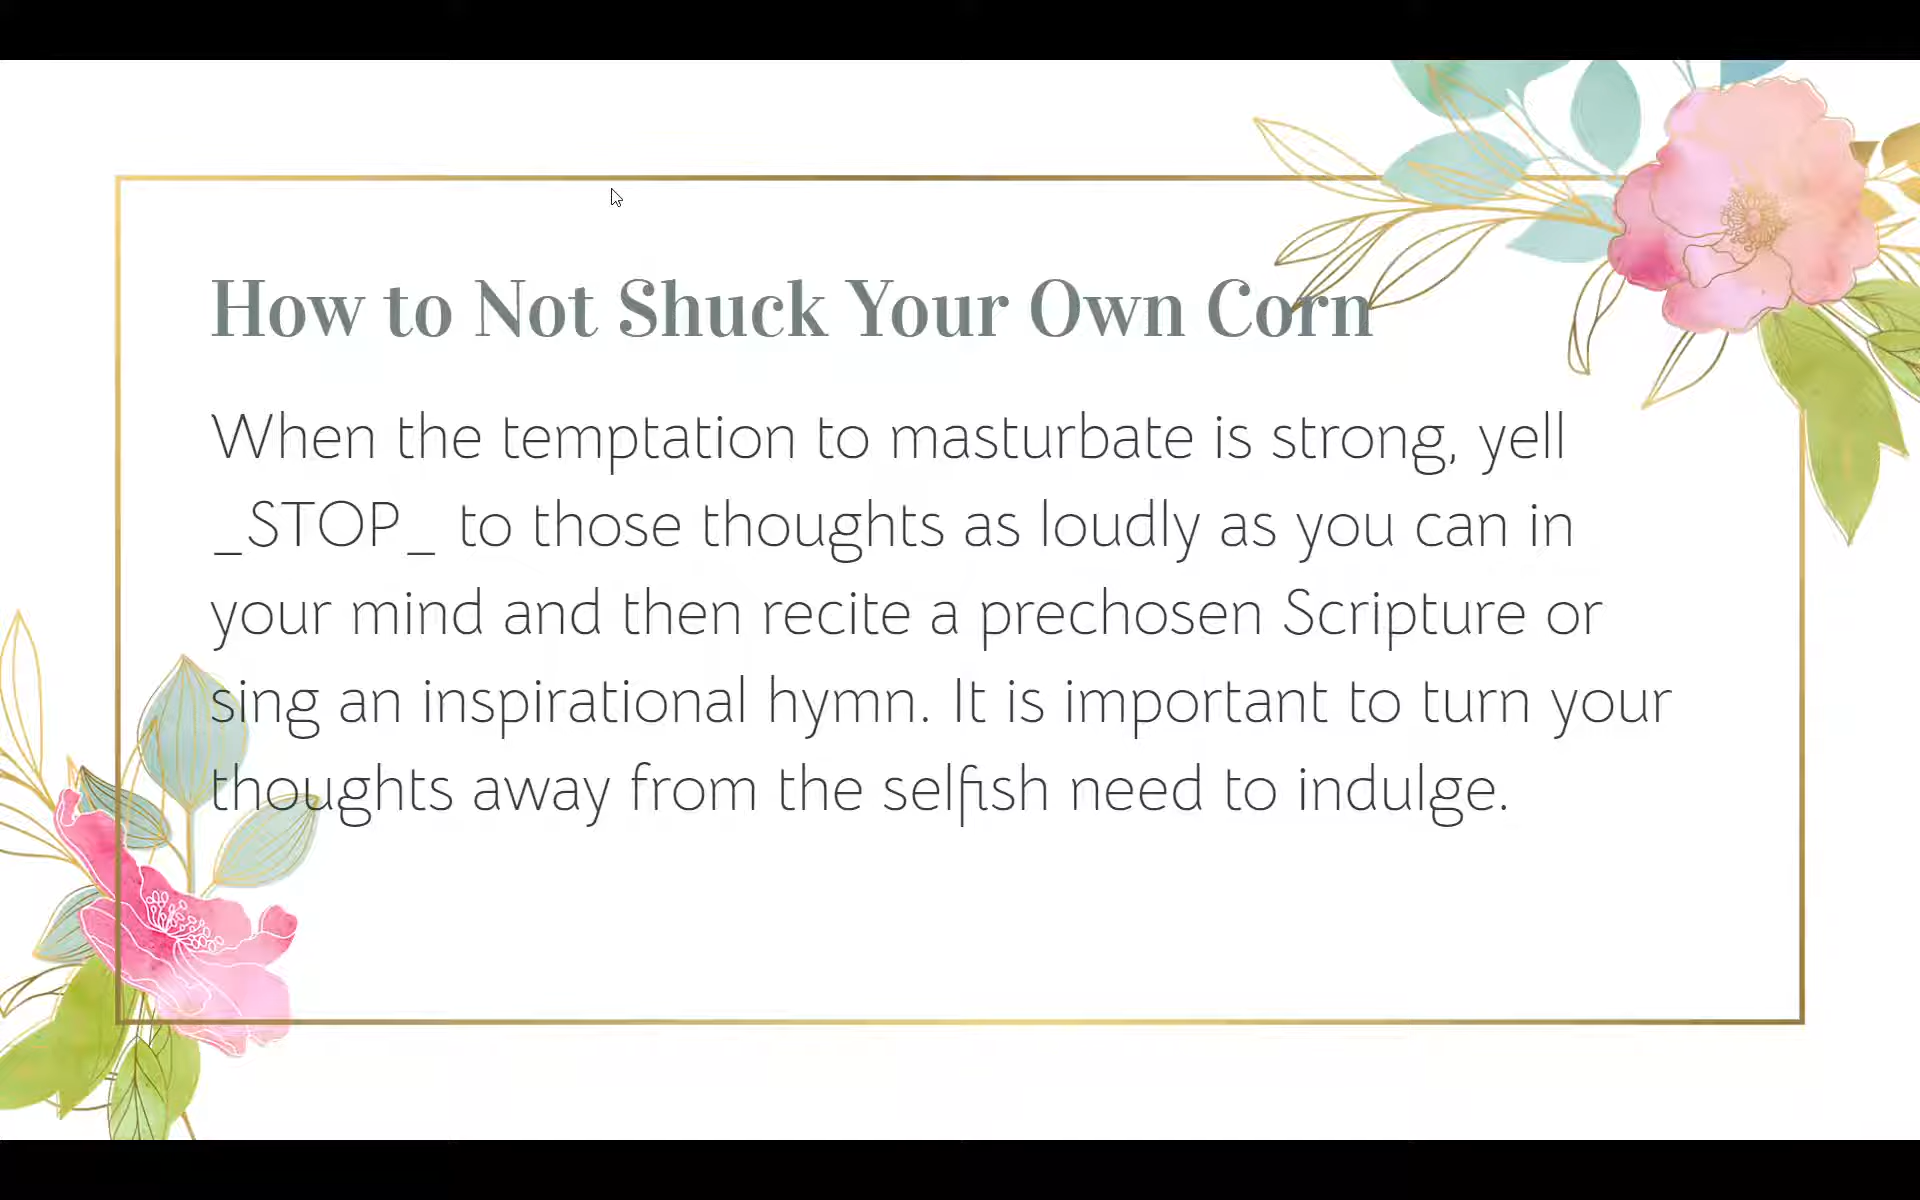 How to Not Shuck Your Own Corn
When the temptation to masturbate is strong, yell
_STOP_ to those thoughts as loudly as you can in
your mind and then recite a prechosen Scripture or
sing an inspirational hymn. It is important to turn your
thoughts away from the selfish need to indulge.